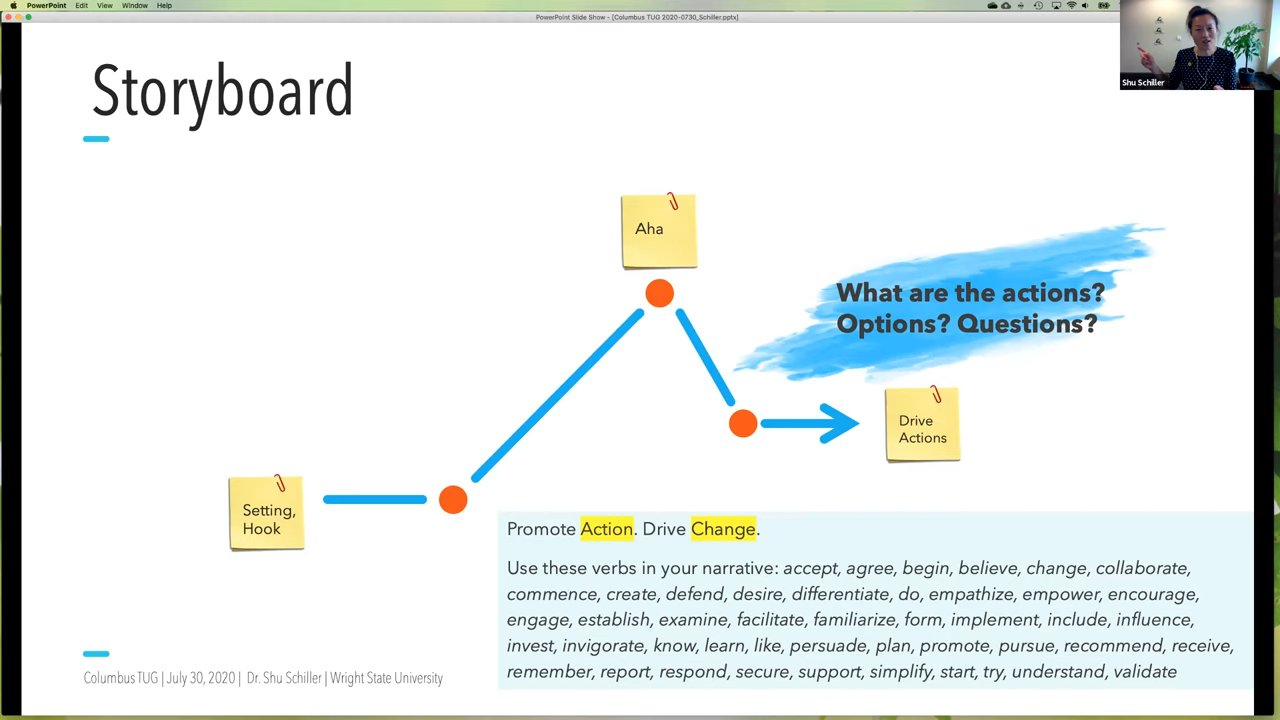 PowerPoint Edit View Window Help
PowerPoint Slide Show - [Columbus TUG 2020-0730_Schiller.pptx]
Shu Schiller
Storyboard
Aha
What are the actions?
Options? Questions?
Drive
Actions
Setting,
Hook
Promote Action. Drive Change.
Use these verbs in your narrative: accept, agree, begin, believe, change, collaborate,
commence, create, defend, desire, differentiate, do, empathize, empower, encourage,
engage, establish, examine, facilitate, familiarize, form, implement, include, influence,
invest, invigorate, know, learn, like, persuade, plan, promote, pursue, recommend, receive,
remember, report, respond, secure, support, simplify, start, try, understand, validate
Columbus TUG | July 30, 2020 | Dr. Shu Schiller | Wright State University